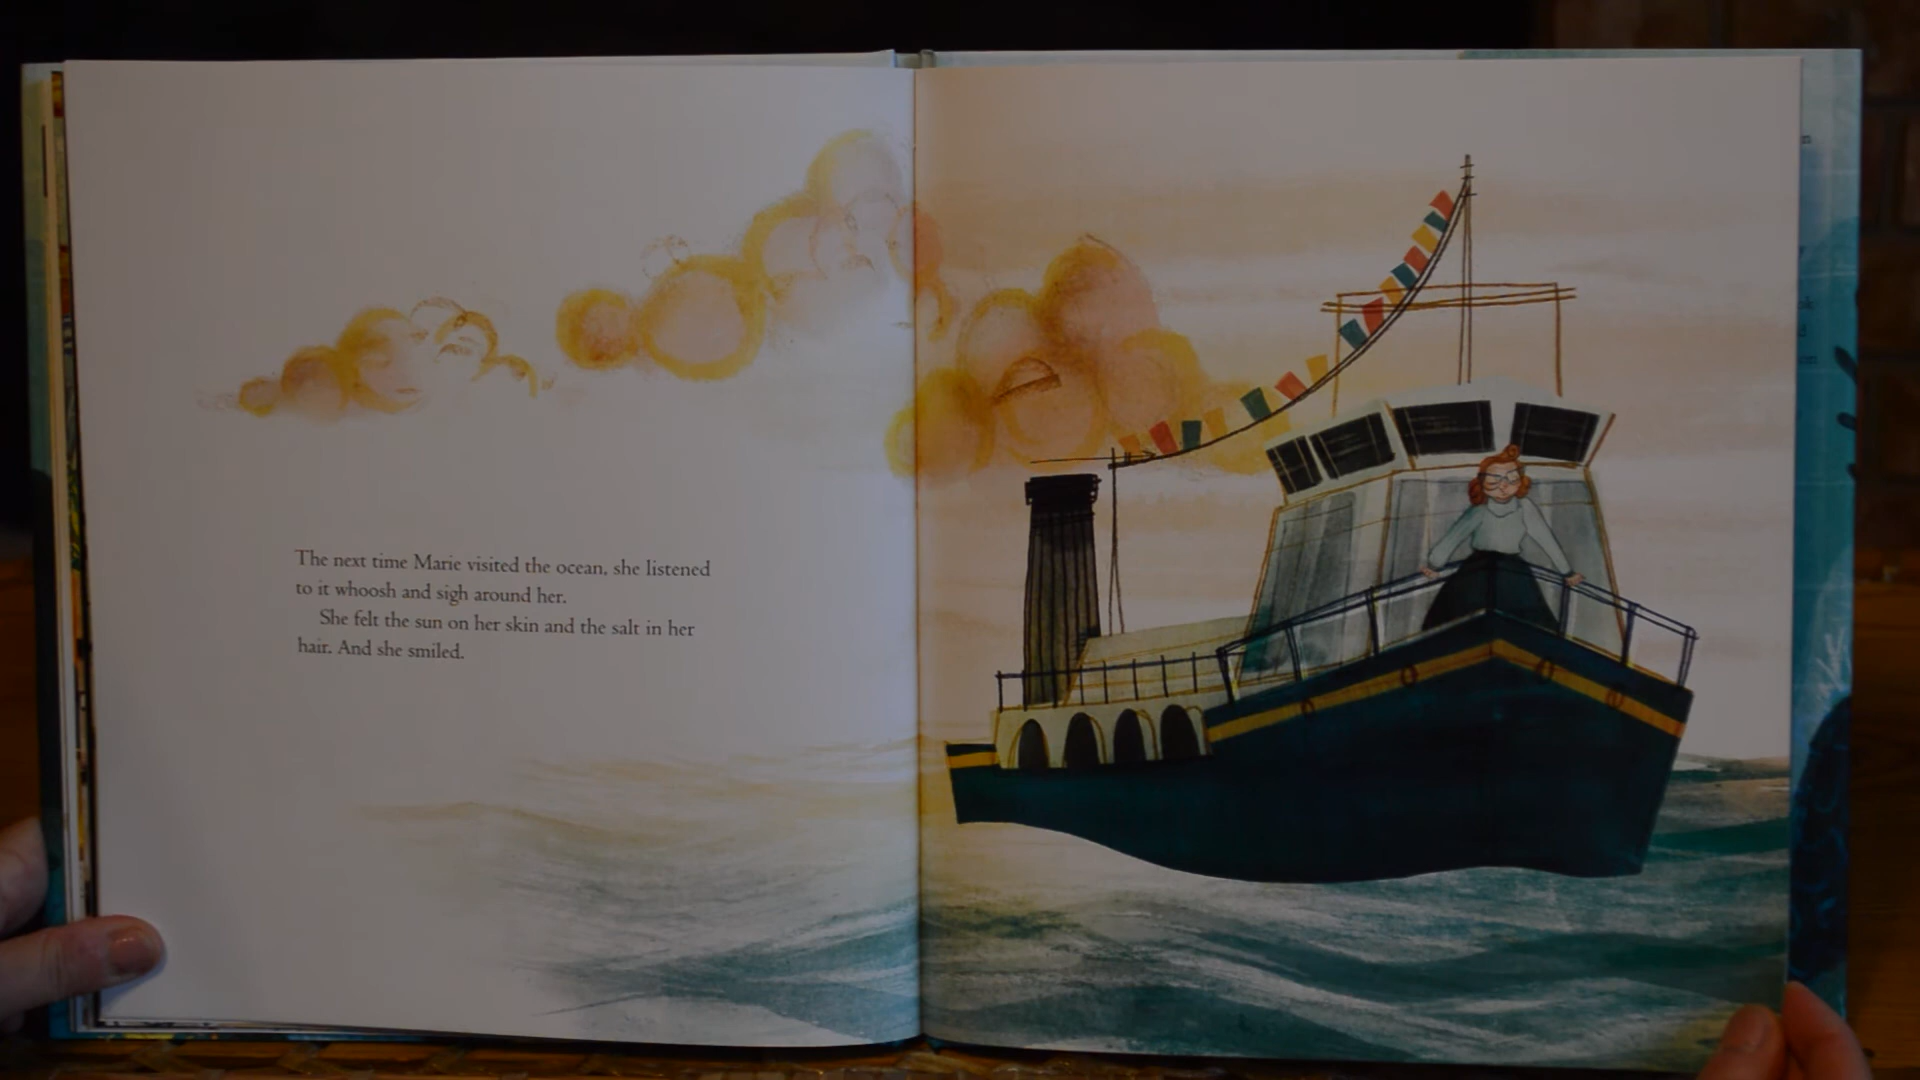 The next time Marie visited the ocean, she listened
to it whoosh and sigh around her.
She felt the sun on her skin and the salt in her
hair. And she smiled.